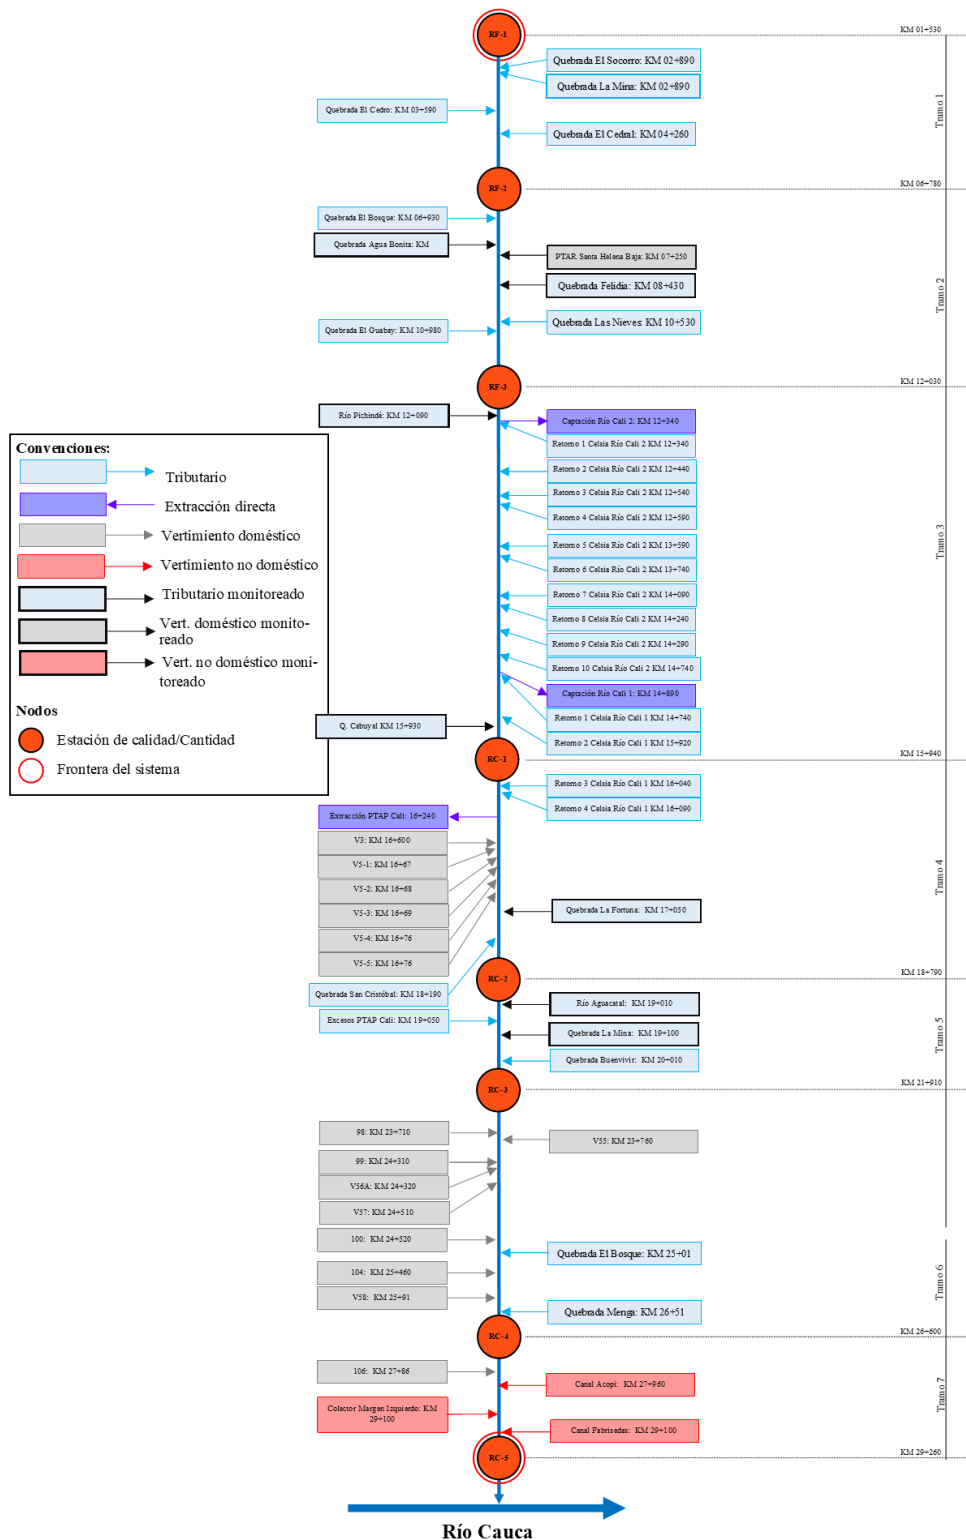 RF-1
KM 01+530
Quebrada El Socorro: KM 02+890
Quebrada La Mina: KM 02+890
Quebrada El Cedro: KM 03+590
Quebrada El Cedral: KM 04+260
Tramo 1
RF-2
KM 06+780
Quebrada El Bosque: KM 06+930
Quebrada Agua Bonita: KM
PTAR Santa Helena Baja: KM 07+250
Quebrada Felidia: KM 08+430
Quebrada Las Nieves: KM 10+530
Quebrada El Guabay: KM 10+980
Tramo 2
RF-3
KM 12+030
Río Pichindé: KM 12+090
Captación Río Cali 2: KM 12+340
Retorno 1 Celsia Río Cali 2 KM 12+340
Retorno 2 Celsia Río Cali 2 KM 12+440
Retorno 3 Celsia Río Cali 2 KM 12+540
Retorno 4 Celsia Río Cali 2 KM 12+590
Retorno 5 Celsia Río Cali 2 KM 13+590
Retorno 6 Celsia Río Cali 2 KM 13+740
Retorno 7 Celsia Río Cali 2 KM 14+090
Retorno 8 Celsia Río Cali 2 KM 14+240
Retorno 9 Celsia Río Cali 2 KM 14+290
Retorno 10 Celsia Río Cali 2 KM 14+740
Captación Río Cali 1: KM 14+890
Retorno 1 Celsia Río Cali 1 KM 14+740
Retorno 2 Celsia Río Cali 1 KM 15+920
Q. Cabuyal KM 15+930
Tramo 3
Convenciones:
Tributario
Extracción directa
Vertimiento doméstico
Vertimiento no doméstico
Tributario monitoreado
Vert. doméstico monito-
reado
Vert. no doméstico moni-
toreado
Nodos
Estación de calidad/Cantidad
Frontera del sistema
RC-1
KM 15+940
Retorno 3 Celsia Río Cali 1 KM 16+040
Retorno 4 Celsia Río Cali 1 KM 16+090
Extracción PTAP Cali: 16+240
V3: KM 16+600
V5-1: KM 16+67
V5-2: KM 16+68
V5-3: KM 16+69
V5-4: KM 16+76
V5-5: KM 16+76
Quebrada La Fortuna: KM 17+050
Quebrada San Cristóbal: KM 18+190
Tramo 4
RC-2
KM 18+790
Río Aguacatal: KM 19+010
Excesos PTAP Cali: KM 19+050
Quebrada La Mina: KM 19+100
Quebrada Buenvivir: KM 20+010
Tramo 5
RC-3
KM 21+910
98: KM 23+710
V55: KM 23+760
99: KM 24+310
V56A: KM 24+320
V57: KM 24+510
100: KM 24+520
Quebrada El Bosque: KM 25+01
104: KM 25+460
V58: KM 25+91
Quebrada Menga: KM 26+51
Tramo 6
RC-4
KM 26+600
106: KM 27+86
Canal Acopi: KM 27+960
Colector Margen Izquierdo: KM
29+100
Canal Fabrisedas: KM 29+100
Tramo 7
RC-5
KM 29+260
Río Cauca